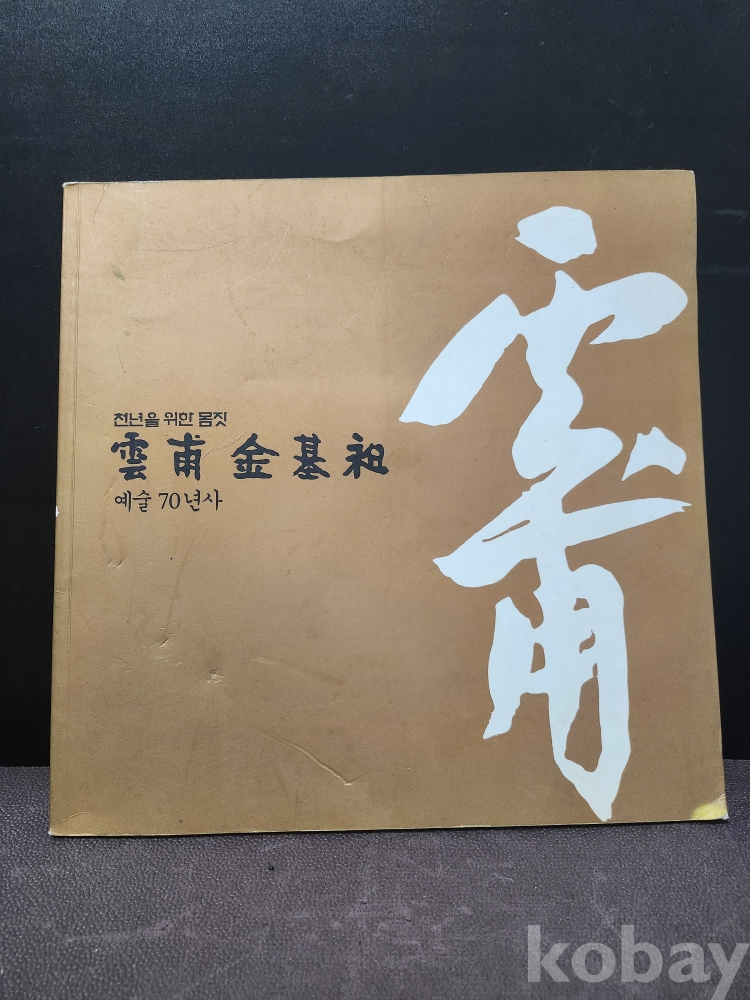 천년을 위한 몸짓
雲甫 金基祖
예술 70년사
雲甫
kobay